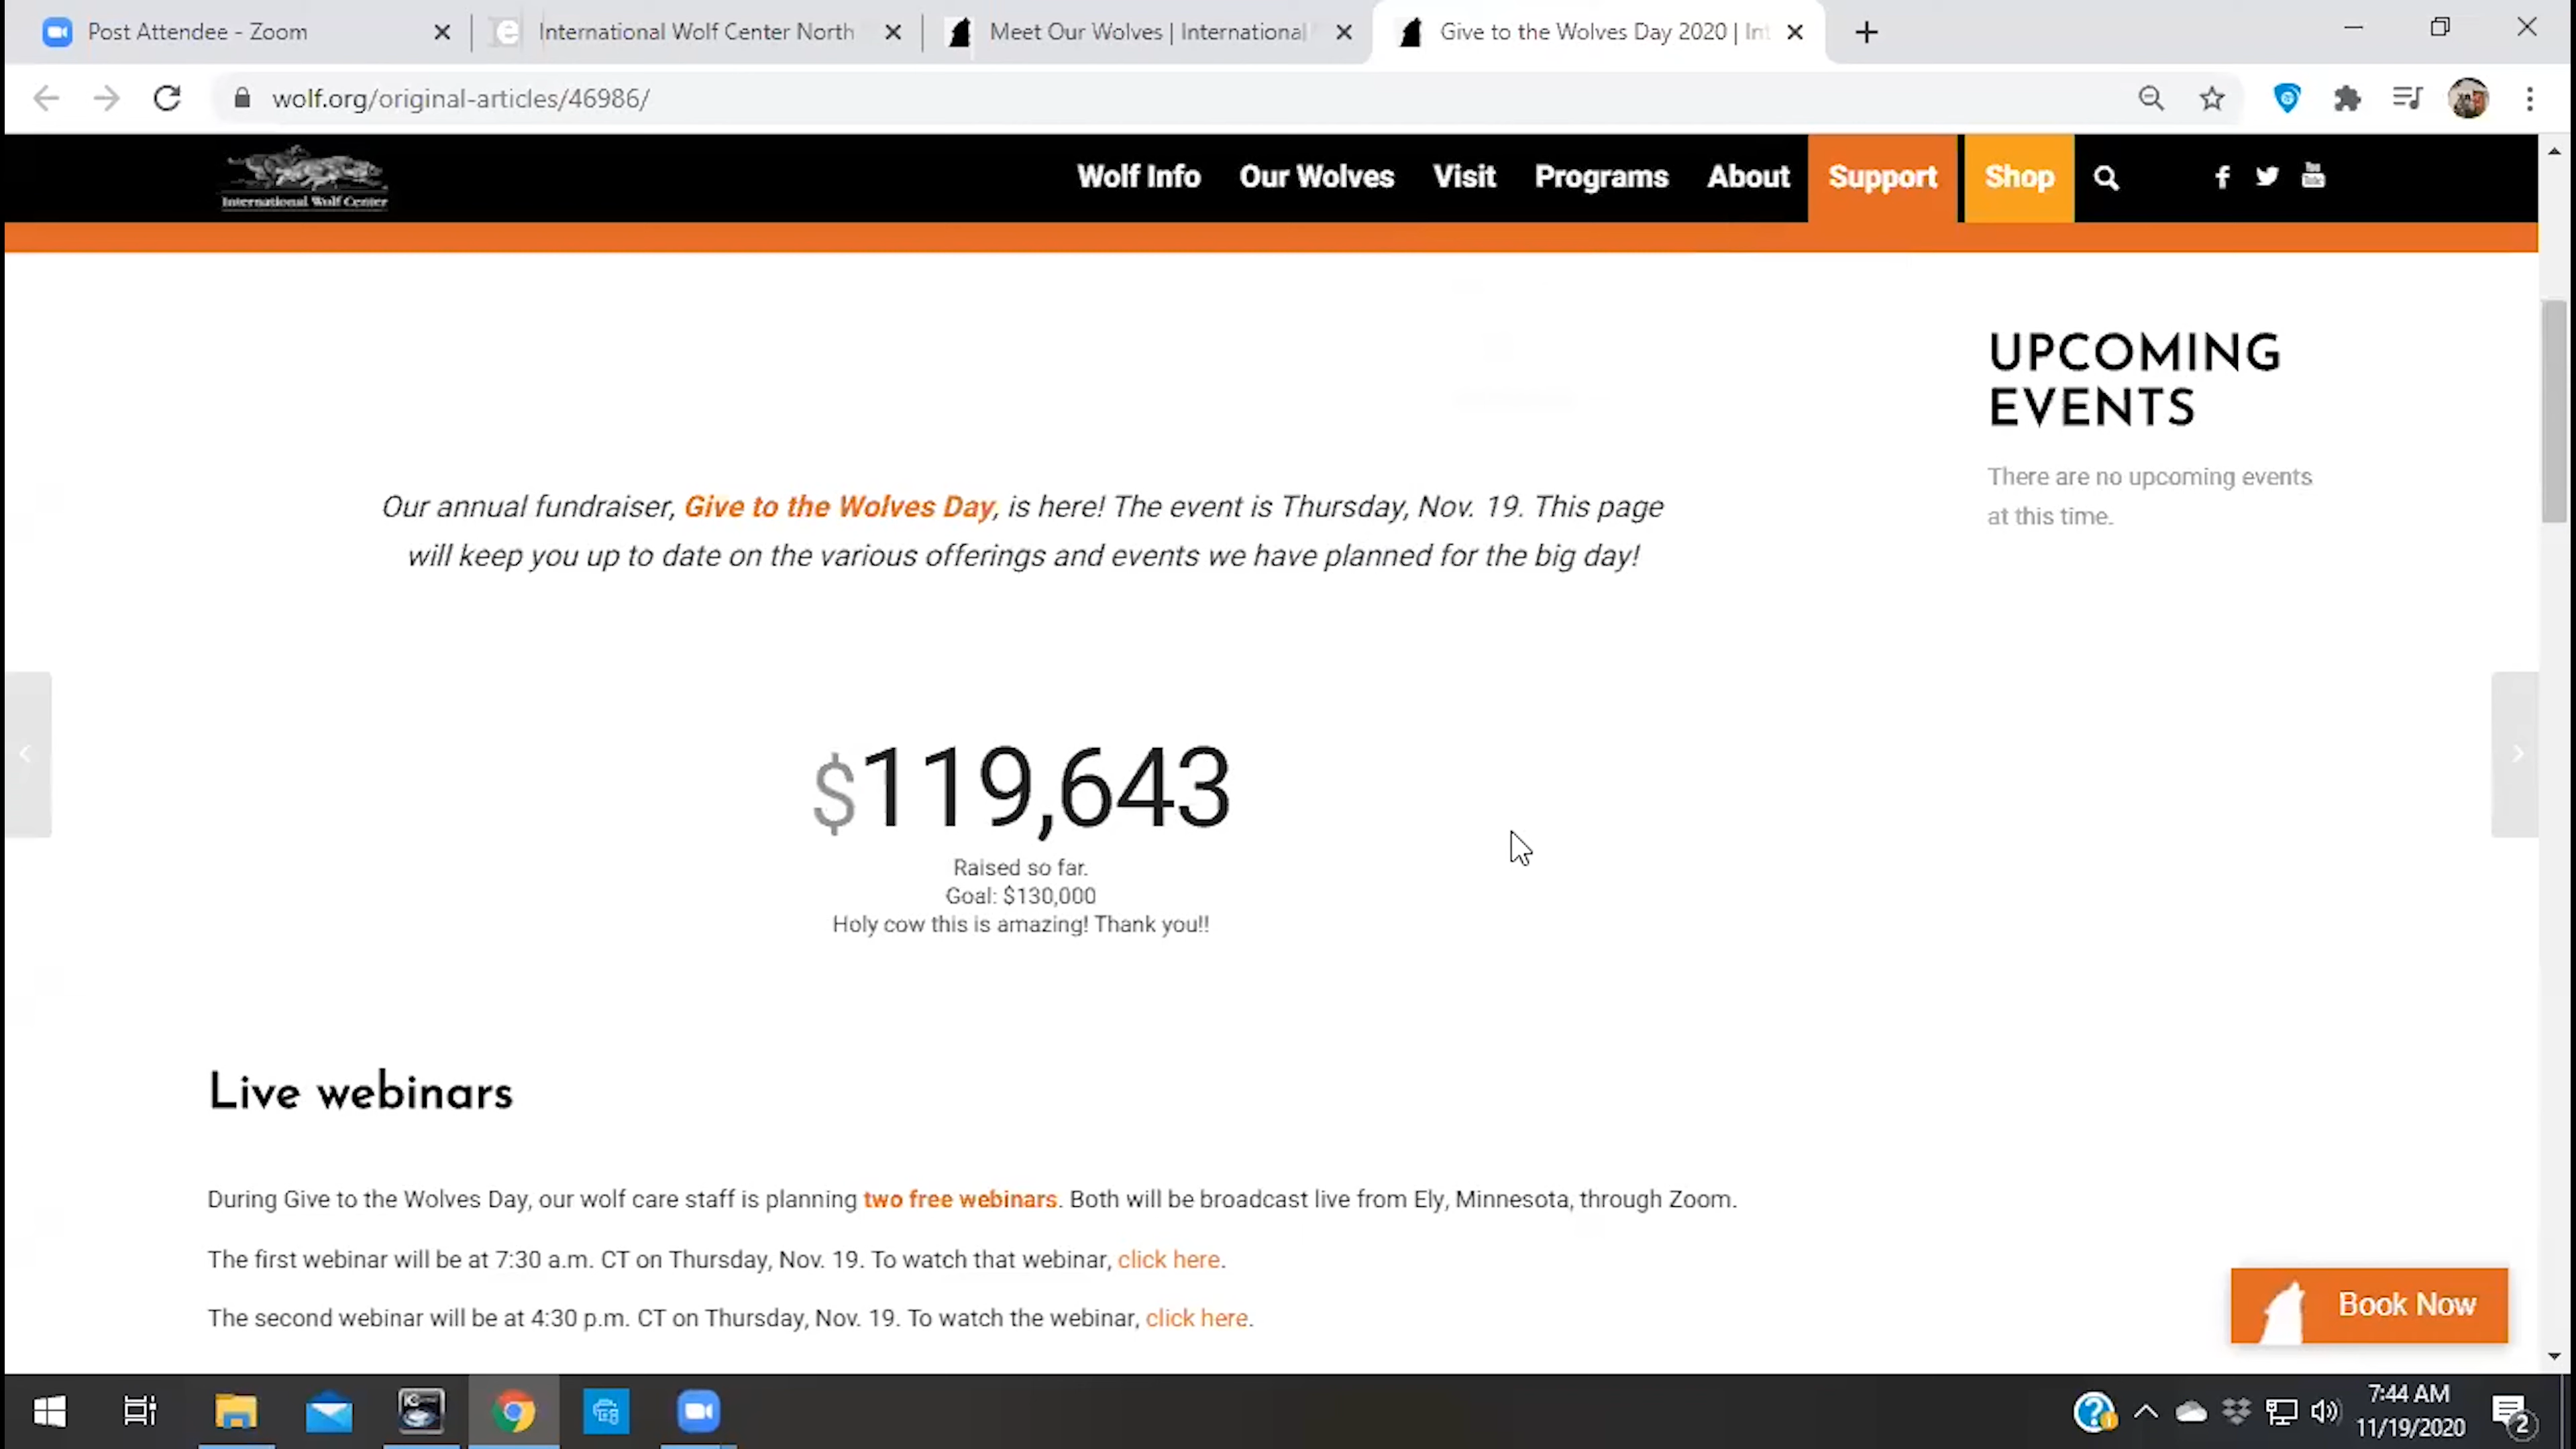 Post Attendee - Zoom
International Wolf Center North
Meet Our Wolves | International
Give to the Wolves Day 2020 | Int
wolf.org/original-articles/46986/
International Wolf Center
Wolf Info
Our Wolves
Visit
Programs
About
Support
Shop
You Tube
UPCOMING
EVENTS
There are no upcoming events
at this time.
Our annual fundraiser, Give to the Wolves Day, is here! The event is Thursday, Nov. 19. This page
will keep you up to date on the various offerings and events we have planned for the big day!
$119,643
Raised so far.
Goal: $130,000
Holy cow this is amazing! Thank you!!
Live webinars
During Give to the Wolves Day, our wolf care staff is planning two free webinars. Both will be broadcast live from Ely, Minnesota, through Zoom.
The first webinar will be at 7:30 a.m. CT on Thursday, Nov. 19. To watch that webinar, click here.
The second webinar will be at 4:30 p.m. CT on Thursday, Nov. 19. To watch the webinar, click here.
Book Now
7:44 AM
11/19/2020
2